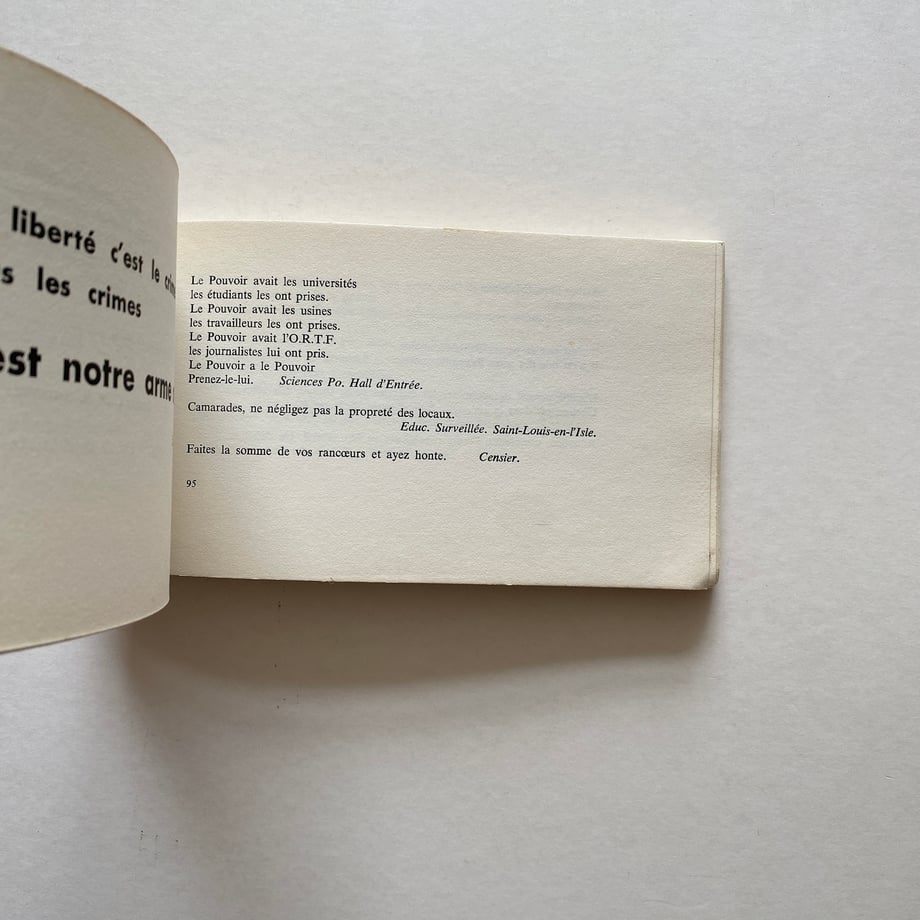 liberté c'est le
s les crimes
est notre arme
Le Pouvoir avait les universités
les étudiants les ont prises.
Le Pouvoir avait les usines
les travailleurs les ont prises.
Le Pouvoir avait l'O.R.T.F.
les journalistes lui ont pris.
Le Pouvoir a le Pouvoir
Prenez-le-lui. Sciences Po. Hall d'Entrée.
Camarades, ne négligez pas la propreté des locaux.
Educ. Surveillée. Saint-Louis-en-l'Isle.
Faites la somme de vos rancœurs et ayez honte. Censier.
95